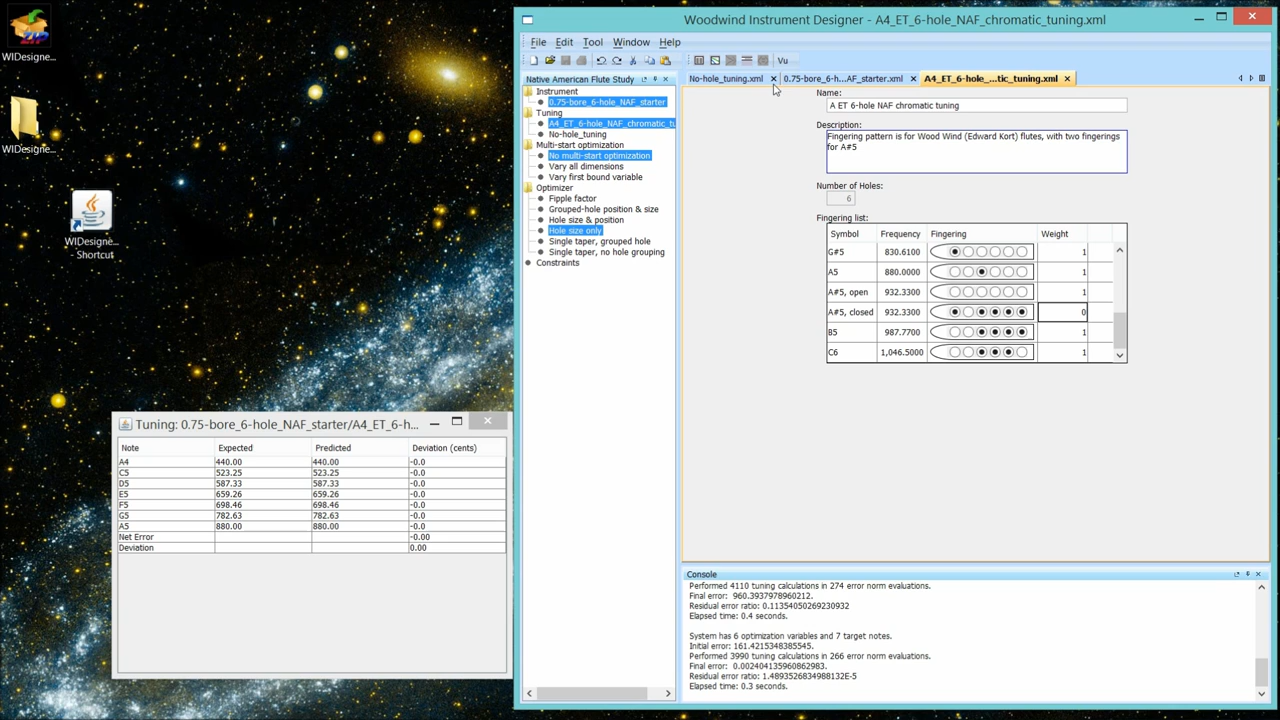 ZIP
WIDesigne...
WIDesigne...
WIDesigne...
- Shortcut
Woodwind Instrument Designer - A4_ET_6-hole_NAF_chromatic_tuning.xml
File Edit Tool Window Help
Vu
Native American Flute Study
Instrument
0.75-bore_6-hole_NAF_starter
Tuning
A4_ET_6-hole_NAF_chromatic_tu
No-hole_tuning
Multi-start optimization
No multi-start optimization
Vary all dimensions
Vary first bound variable
Optimizer
Fipple factor
Grouped-hole position & size
Hole size & position
Hole size only
Single taper, grouped hole
Single taper, no hole grouping
Constraints
No-hole_tuning.xml 0.75-bore_6-h...AF_starter.xml A4_ET_6-hole_...tic_tuning.xml
Name:
A ET 6-hole NAF chromatic tuning
Description:
Fingering pattern is for Wood Wind (Edward Kort) flutes, with two fingerings
for A#5
Number of Holes:
6
Fingering list:
Symbol Frequency Fingering Weight
G#5 830.6100 1
A5 880.0000 1
A#5, open 932.3300 1
A#5, closed 932.3300 0
B5 987.7700 1
C6 1,046.5000 1
Tuning: 0.75-bore_6-hole_NAF_starter/A4_ET_6-h...
Note Expected Predicted Deviation (cents)
A4 440.00 440.00 -0.0
C5 523.25 523.25 -0.0
D5 587.33 587.33 -0.0
E5 659.26 659.26 -0.0
F5 698.46 698.46 -0.0
G5 782.63 782.63 -0.0
A5 880.00 880.00 -0.0
Net Error -0.00
Deviation 0.00
Console
Performed 4110 tuning calculations in 274 error norm evaluations.
Final error: 960.3937978960212.
Residual error ratio: 0.11354050269230932
Elapsed time: 0.4 seconds.
System has 6 optimization variables and 7 target notes.
Initial error: 161.4215348385545.
Performed 3990 tuning calculations in 266 error norm evaluations.
Final error: 0.002404135960862983.
Residual error ratio: 1.4893526834988132E-5
Elapsed time: 0.3 seconds.